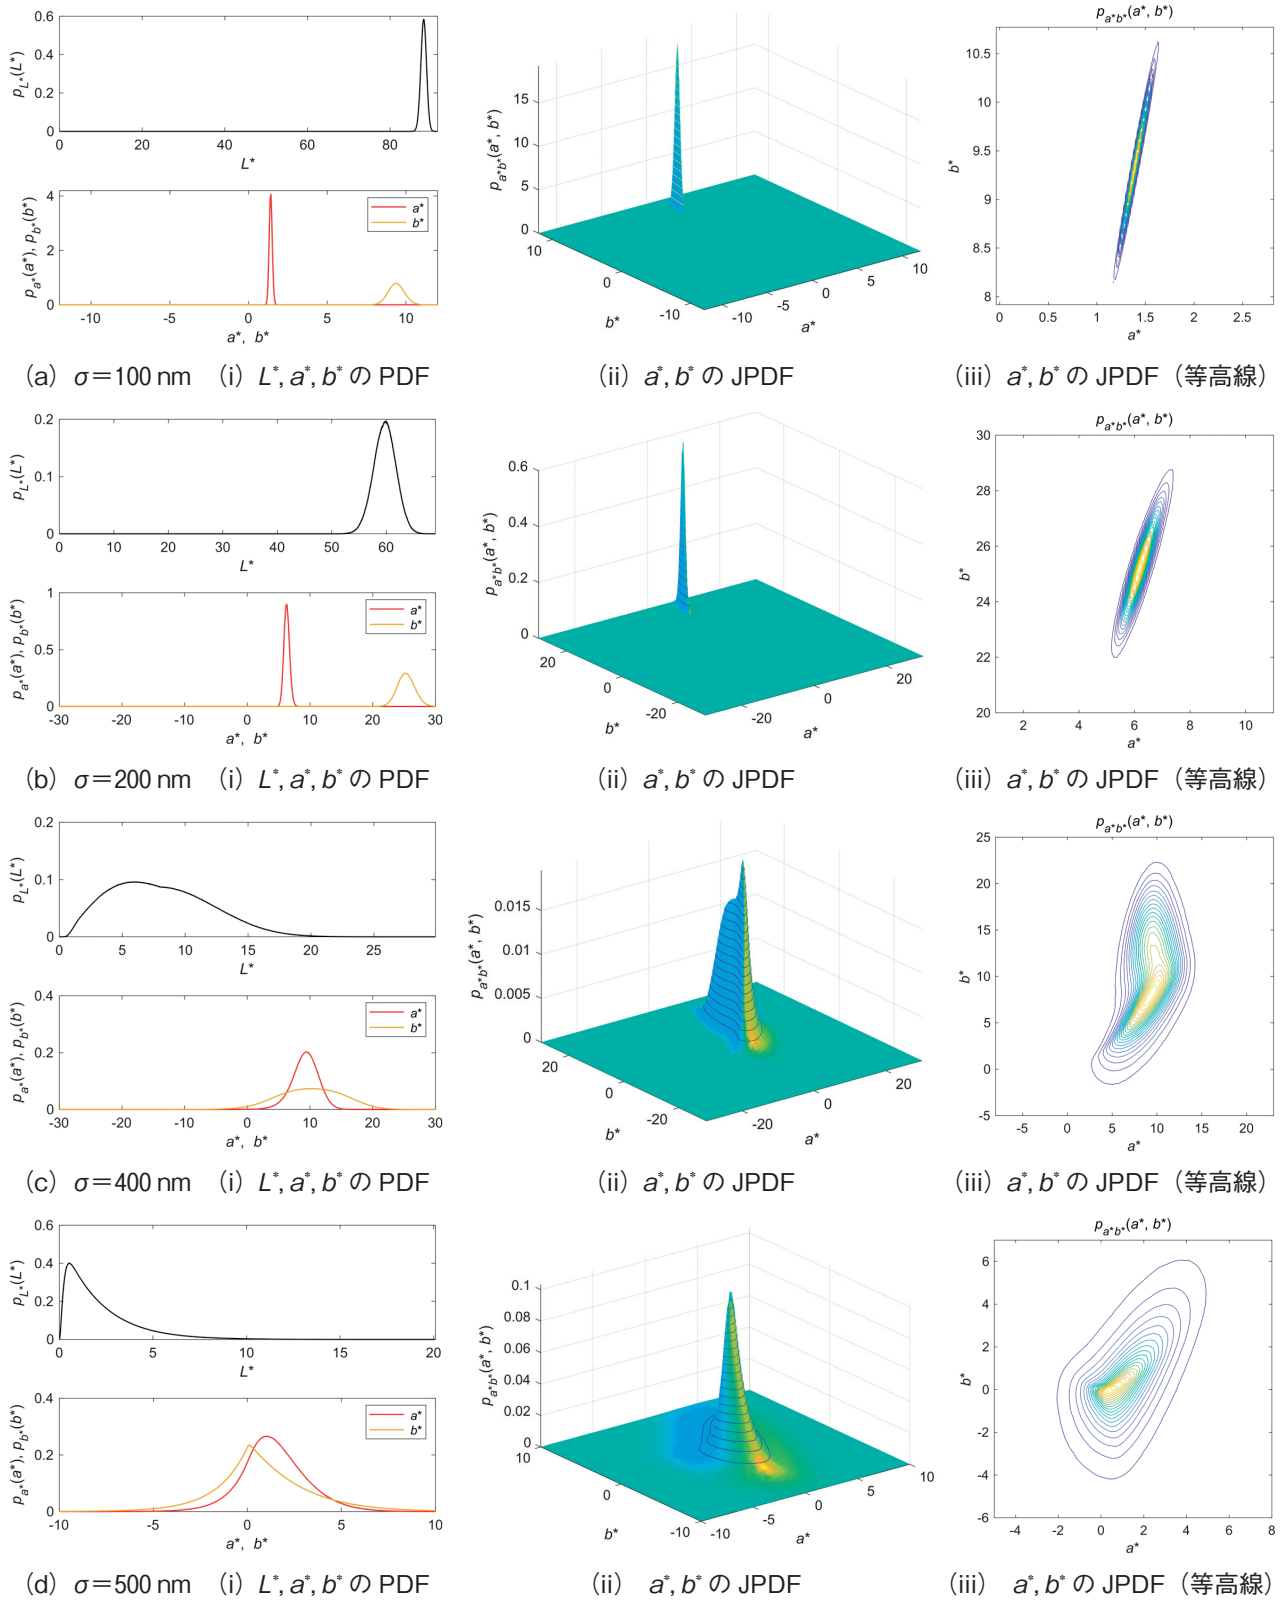 0.6
0.4
0.2
0
p_{L*}(L*)
0 20 40 60 80
L*
4
2
0
p_{a*}(a*), p_{b*}(b*)
a*
b*
-10 -5 0 5 10
a*, b*
15
10
5
0
p_{a*b*}(a*, b*)
10 0 -10
b*
-10 -5 0 5 10
a*
p_{a*b*}(a*, b*)
10.5
10
9.5
9
8.5
8
b*
0 0.5 1 1.5 2 2.5
a*
(a) σ=100 nm (i) L*, a*, b* の PDF
(ii) a*, b* の JPDF
(iii) a*, b* の JPDF(等高線)
0.2
0.1
0
p_{L*}(L*)
0 10 20 30 40 50 60
L*
1
0.5
0
p_{a*}(a*), p_{b*}(b*)
a*
b*
-30 -20 -10 0 10 20 30
a*, b*
0.6
0.4
0.2
0
p_{a*b*}(a*, b*)
20 0 -20
b*
-20 0 20
a*
p_{a*b*}(a*, b*)
30
28
26
24
22
20
b*
2 4 6 8 10
a*
(b) σ=200 nm (i) L*, a*, b* の PDF
(ii) a*, b* の JPDF
(iii) a*, b* の JPDF(等高線)
0.2
0.1
0
p_{L*}(L*)
0 5 10 15 20 25
L*
0.4
0.2
0
p_{a*}(a*), p_{b*}(b*)
a*
b*
-30 -20 -10 0 10 20 30
a*, b*
0.015
0.01
0.005
0
p_{a*b*}(a*, b*)
20 0 -20
b*
-20 0 20
a*
p_{a*b*}(a*, b*)
25
20
15
10
5
0
-5
b*
-5 0 5 10 15 20
a*
(c) σ=400 nm (i) L*, a*, b* の PDF
(ii) a*, b* の JPDF
(iii) a*, b* の JPDF(等高線)
0.6
0.4
0.2
0
p_{L*}(L*)
0 5 10 15 20
L*
0.4
0.2
0
p_{a*}(a*), p_{b*}(b*)
a*
b*
-10 -5 0 5 10
a* b*
0.1
0.08
0.06
0.04
0.02
0
p_{a*b*}(a*, b*)
10 0 -10
b*
-10 -5 0 5 10
a*
p_{a*b*}(a*, b*)
6
4
2
0
-2
-4
-6
b*
-4 -2 0 2 4 6 8
a*
(d) σ=500 nm (i) L*, a*, b* の PDF
(ii) a*, b* の JPDF
(iii) a*, b* の JPDF(等高線)